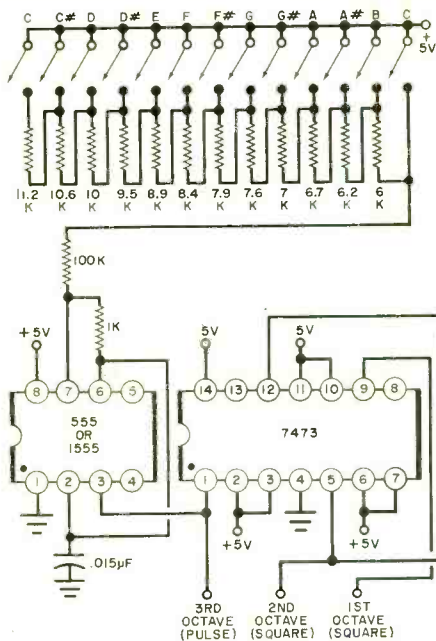 C C# D D# E F F# G G# A A# B C
+
5V
11.2 10.6 10 9.5 8.9 8.4 7.9 7.6 7 6.7 6.2 6
K K K K K K K K K K K K
100K
1K
+5V 5V 5V
8 7 6 5 14 13 12 11 10 9 8
555
OR
1555
7473
1 2 3 4 1 2 3 4 5 6 7
+5V +5V
.015µF
3RD
OCTAVE
(PULSE)
2ND
OCTAVE
(SQUARE)
1ST
OCTAVE
(SQUARE)